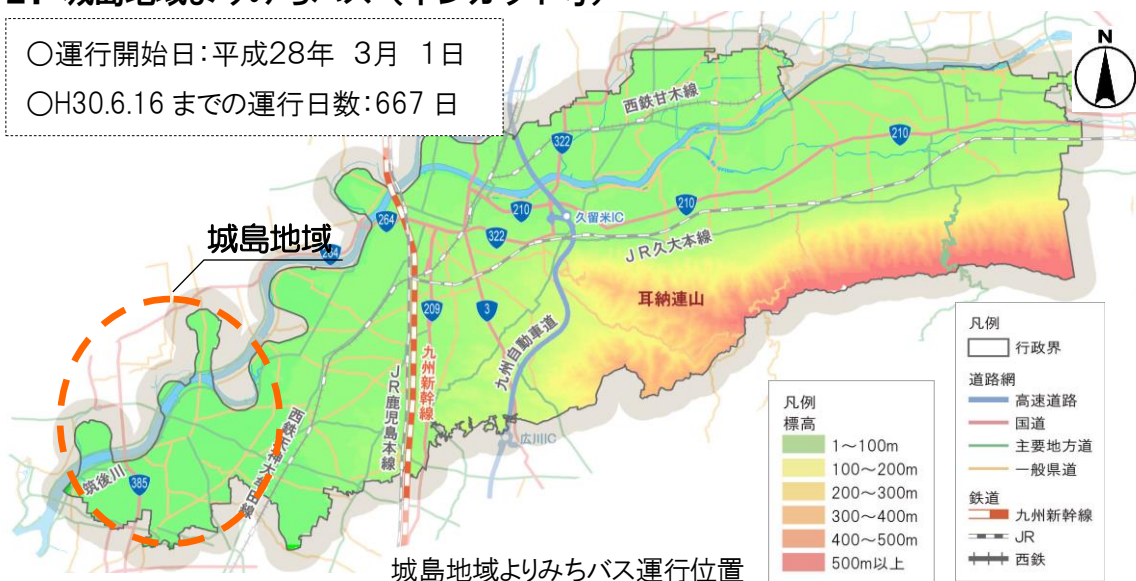 〇運行開始日:平成28年 3月 1日
〇H30.6.16 までの運行日数:667 日
N
西鉄甘木線
322
210
264
210
久留米IC
210
322
城島地域
JR久大本線
耳納連山
209
3
九州自動車道
九州新幹線
JR鹿児島本線
西鉄天神大牟田線
広川IC
筑後川
385
凡例
行政界
道路網
高速道路
国道
主要地方道
一般県道
鉄道
九州新幹線
JR
西鉄
凡例
標高
1～100m
100～200m
200～300m
300～400m
400～500m
500m以上
城島地域よりみちバス運行位置